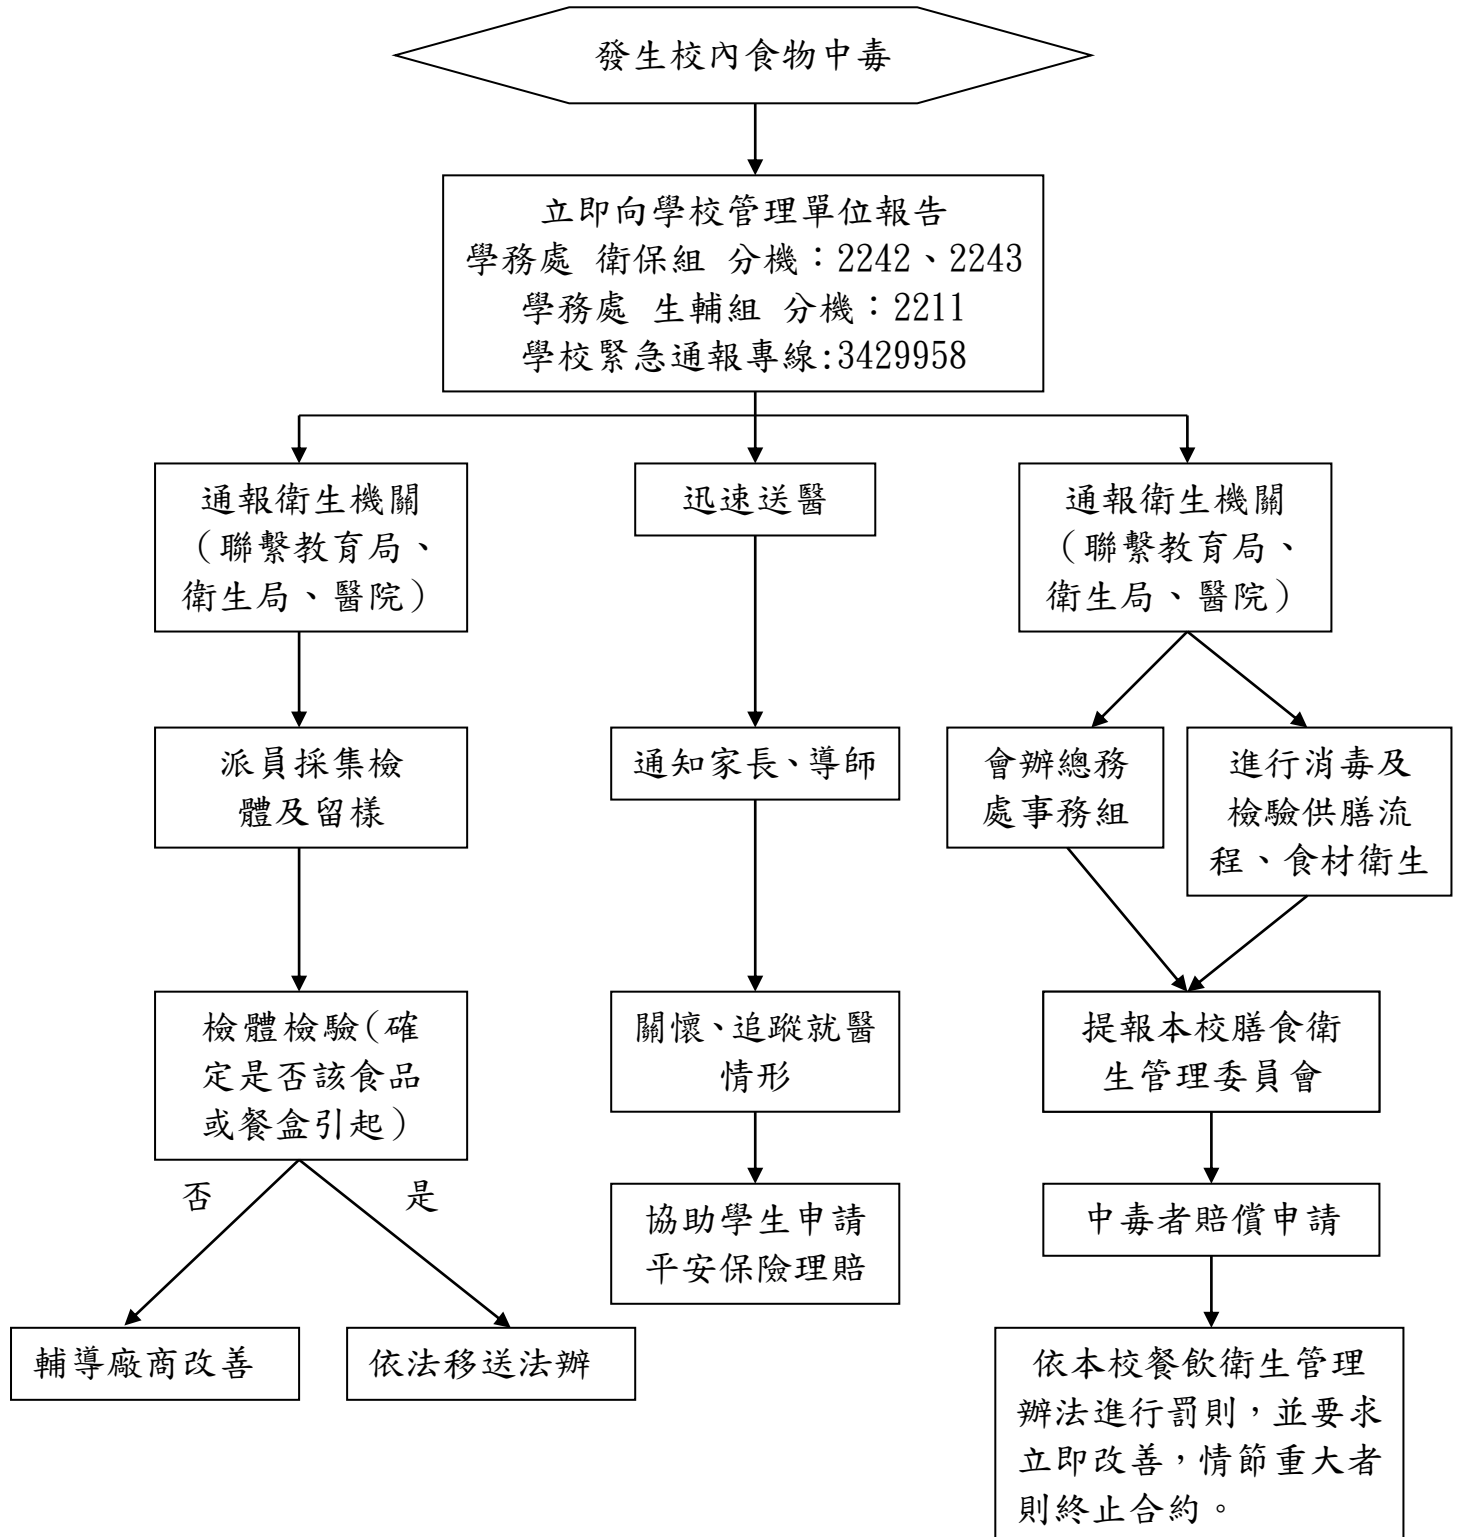 發生校內食物中毒
立即向學校管理單位報告
學務處 衛保組 分機：2242、2243
學務處 生輔組 分機：2211
學校緊急通報專線:3429958
通報衛生機關
（聯繫教育局、
衛生局、醫院）
迅速送醫
通報衛生機關
（聯繫教育局、
衛生局、醫院）
派員採集檢
體及留樣
通知家長、導師
會辦總務
處事務組
進行消毒及
檢驗供膳流
程、食材衛生
檢體檢驗(確
定是否該食品
或餐盒引起）
關懷、追蹤就醫
情形
提報本校膳食衛
生管理委員會
否
是
協助學生申請
平安保險理賠
中毒者賠償申請
輔導廠商改善
依法移送法辦
依本校餐飲衛生管理
辦法進行罰則，並要求
立即改善，情節重大者
則終止合約。